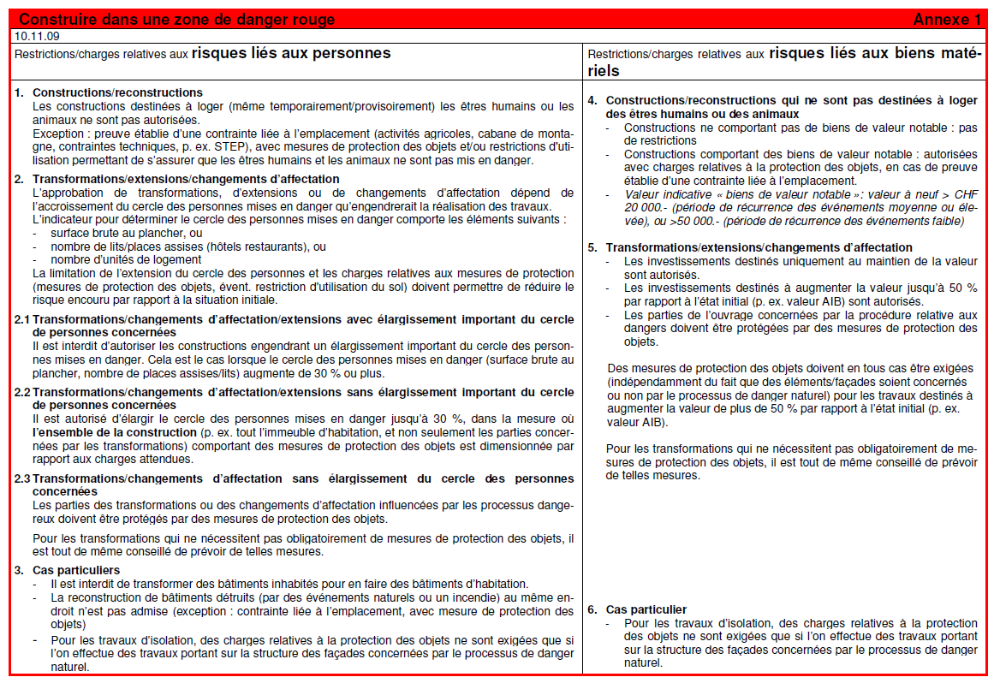 Construire dans une zone de danger rouge Annexe 1
10.11.09
Restrictions/charges relatives aux risques liés aux personnes
1. Constructions/reconstructions
Les constructions destinées à loger (même temporairement/provisoirement) les êtres humains ou les
animaux ne sont pas autorisées.
Exception : preuve établie d'une contrainte liée à l'emplacement (activités agricoles, cabane de monta-
gne, contraintes techniques, p. ex. STEP), avec mesures de protection des objets et/ou restrictions d'uti-
lisation permettant de s'assurer que les êtres humains et les animaux ne sont pas mis en danger.
2. Transformations/extensions/changements d'affectation
L'approbation de transformations, d'extensions ou de changements d'affectation dépend de
l'accroissement du cercle des personnes mises en danger qu'engendrerait la réalisation des travaux.
L'indicateur pour déterminer le cercle des personnes mises en danger comporte les éléments suivants :
- surface brute au plancher, ou
- nombre de lits/places assises (hôtels restaurants), ou
- nombre d'unités de logement
La limitation de l'extension du cercle des personnes et les charges relatives aux mesures de protection
(mesures de protection des objets, évent. restriction d'utilisation du sol) doivent permettre de réduire le
risque encouru par rapport à la situation initiale.
2.1 Transformations/changements d'affectation/extensions avec élargissement important du cercle
de personnes concernées
Il est interdit d'autoriser les constructions engendrant un élargissement important du cercle des person-
nes mises en danger. Cela est le cas lorsque le cercle des personnes mises en danger (surface brute au
plancher, nombre de places assises/lits) augmente de 30 % ou plus.
2.2 Transformations/changements d'affectation/extensions sans élargissement important du cercle
de personnes concernées
Il est autorisé d'élargir le cercle des personnes mises en danger jusqu'à 30 %, dans la mesure où
l'ensemble de la construction (p. ex. tout l'immeuble d'habitation, et non seulement les parties concer-
nées par les transformations) comportant des mesures de protection des objets est dimensionnée par
rapport aux charges attendues.
2.3 Transformations/changements d'affectation sans élargissement du cercle des personnes
concernées
Les parties des transformations ou des changements d'affectation influencées par les processus dange-
reux doivent être protégés par des mesures de protection des objets.
Pour les transformations qui ne nécessitent pas obligatoirement de mesures de protection des objets, il
est tout de même conseillé de prévoir de telles mesures.
3. Cas particuliers
- Il est interdit de transformer des bâtiments inhabités pour en faire des bâtiments d'habitation.
- La reconstruction de bâtiments détruits (par des événements naturels ou un incendie) au même en-
droit n'est pas admise (exception : contrainte liée à l'emplacement, avec mesure de protection des
objets)
- Pour les travaux d'isolation, des charges relatives à la protection des objets ne sont exigées que si
l'on effectue des travaux portant sur la structure des façades concernées par le processus de danger
naturel.
Restrictions/charges relatives aux risques liés aux biens maté-
riels
4. Constructions/reconstructions qui ne sont pas destinées à loger
des êtres humains ou des animaux
- Constructions ne comportant pas de biens de valeur notable : pas
de restrictions
- Constructions comportant des biens de valeur notable : autorisées
avec charges relatives à la protection des objets, en cas de preuve
établie d'une contrainte liée à l'emplacement.
- Valeur indicative « biens de valeur notable »: valeur à neuf > CHF
20 000.- (période de récurrence des événements moyenne ou éle-
vée), ou >50 000.- (période de récurrence des événements faible)
5. Transformations/extensions/changements d'affectation
- Les investissements destinés uniquement au maintien de la valeur
sont autorisés.
- Les investissements destinés à augmenter la valeur jusqu'à 50 %
par rapport à l'état initial (p. ex. valeur AIB) sont autorisés.
- Les parties de l'ouvrage concernées par la procédure relative aux
dangers doivent être protégées par des mesures de protection des
objets.
Des mesures de protection des objets doivent en tous cas être exigées
(indépendamment du fait que des éléments/façades soient concernés
ou non par le processus de danger naturel) pour les travaux destinés à
augmenter la valeur de plus de 50 % par rapport à l'état initial (p. ex.
valeur AIB).
Pour les transformations qui ne nécessitent pas obligatoirement de me-
sures de protection des objets, il est tout de même conseillé de prévoir
de telles mesures.
6. Cas particulier
- Pour les travaux d'isolation, des charges relatives à la protection
des objets ne sont exigées que si l'on effectue des travaux portant
sur la structure des façades concernées par le processus de danger
naturel.